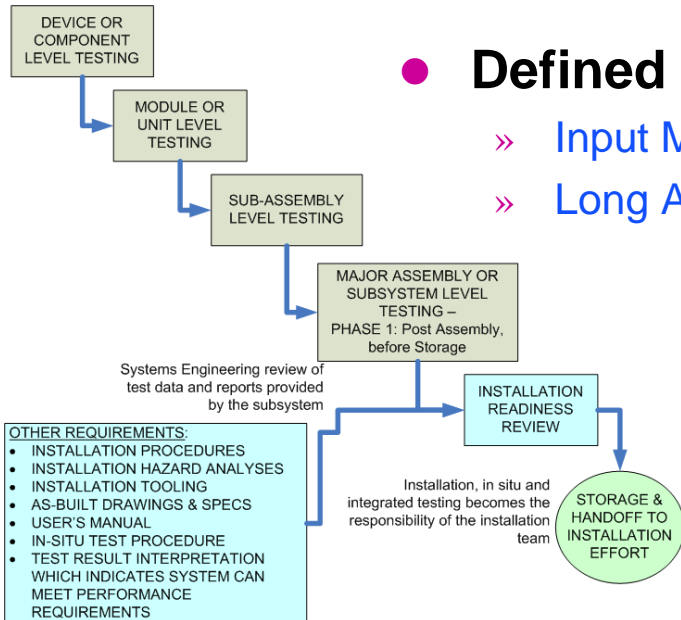 DEVICE OR
COMPONENT
LEVEL TESTING
• Defined
» Input
» Long
MODULE OR
UNIT LEVEL
TESTING
SUB-ASSEMBLY
LEVEL TESTING
MAJOR ASSEMBLY OR
SUBSYSTEM LEVEL
TESTING –
PHASE 1: Post Assembly,
before Storage
Systems Engineering review of
test data and reports provided
by the subsystem
INSTALLATION
READINESS
REVIEW
OTHER REQUIREMENTS:
• INSTALLATION PROCEDURES
• INSTALLATION HAZARD ANALYSES
• INSTALLATION TOOLING
• AS-BUILT DRAWINGS & SPECS
• USER'S MANUAL
• IN-SITU TEST PROCEDURE
• TEST RESULT INTERPRETATION
WHICH INDICATES SYSTEM CAN
MEET PERFORMANCE
REQUIREMENTS
Installation, in situ and
integrated testing becomes the
responsibility of the installation
team
STORAGE &
HANDOFF TO
INSTALLATION
EFFORT